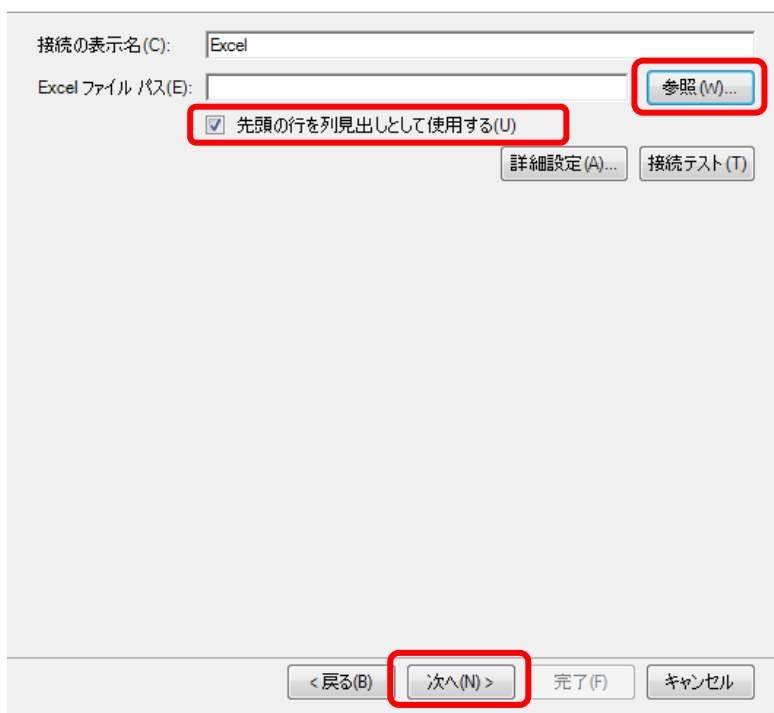 接続の表示名(C): Excel
Excel ファイル パス(E): 参照(W)...
先頭の行を列見出しとして使用する(U)
詳細設定(A)... 接続テスト(T)
< 戻る(B) 次へ(N) > 完了(F) キャンセル